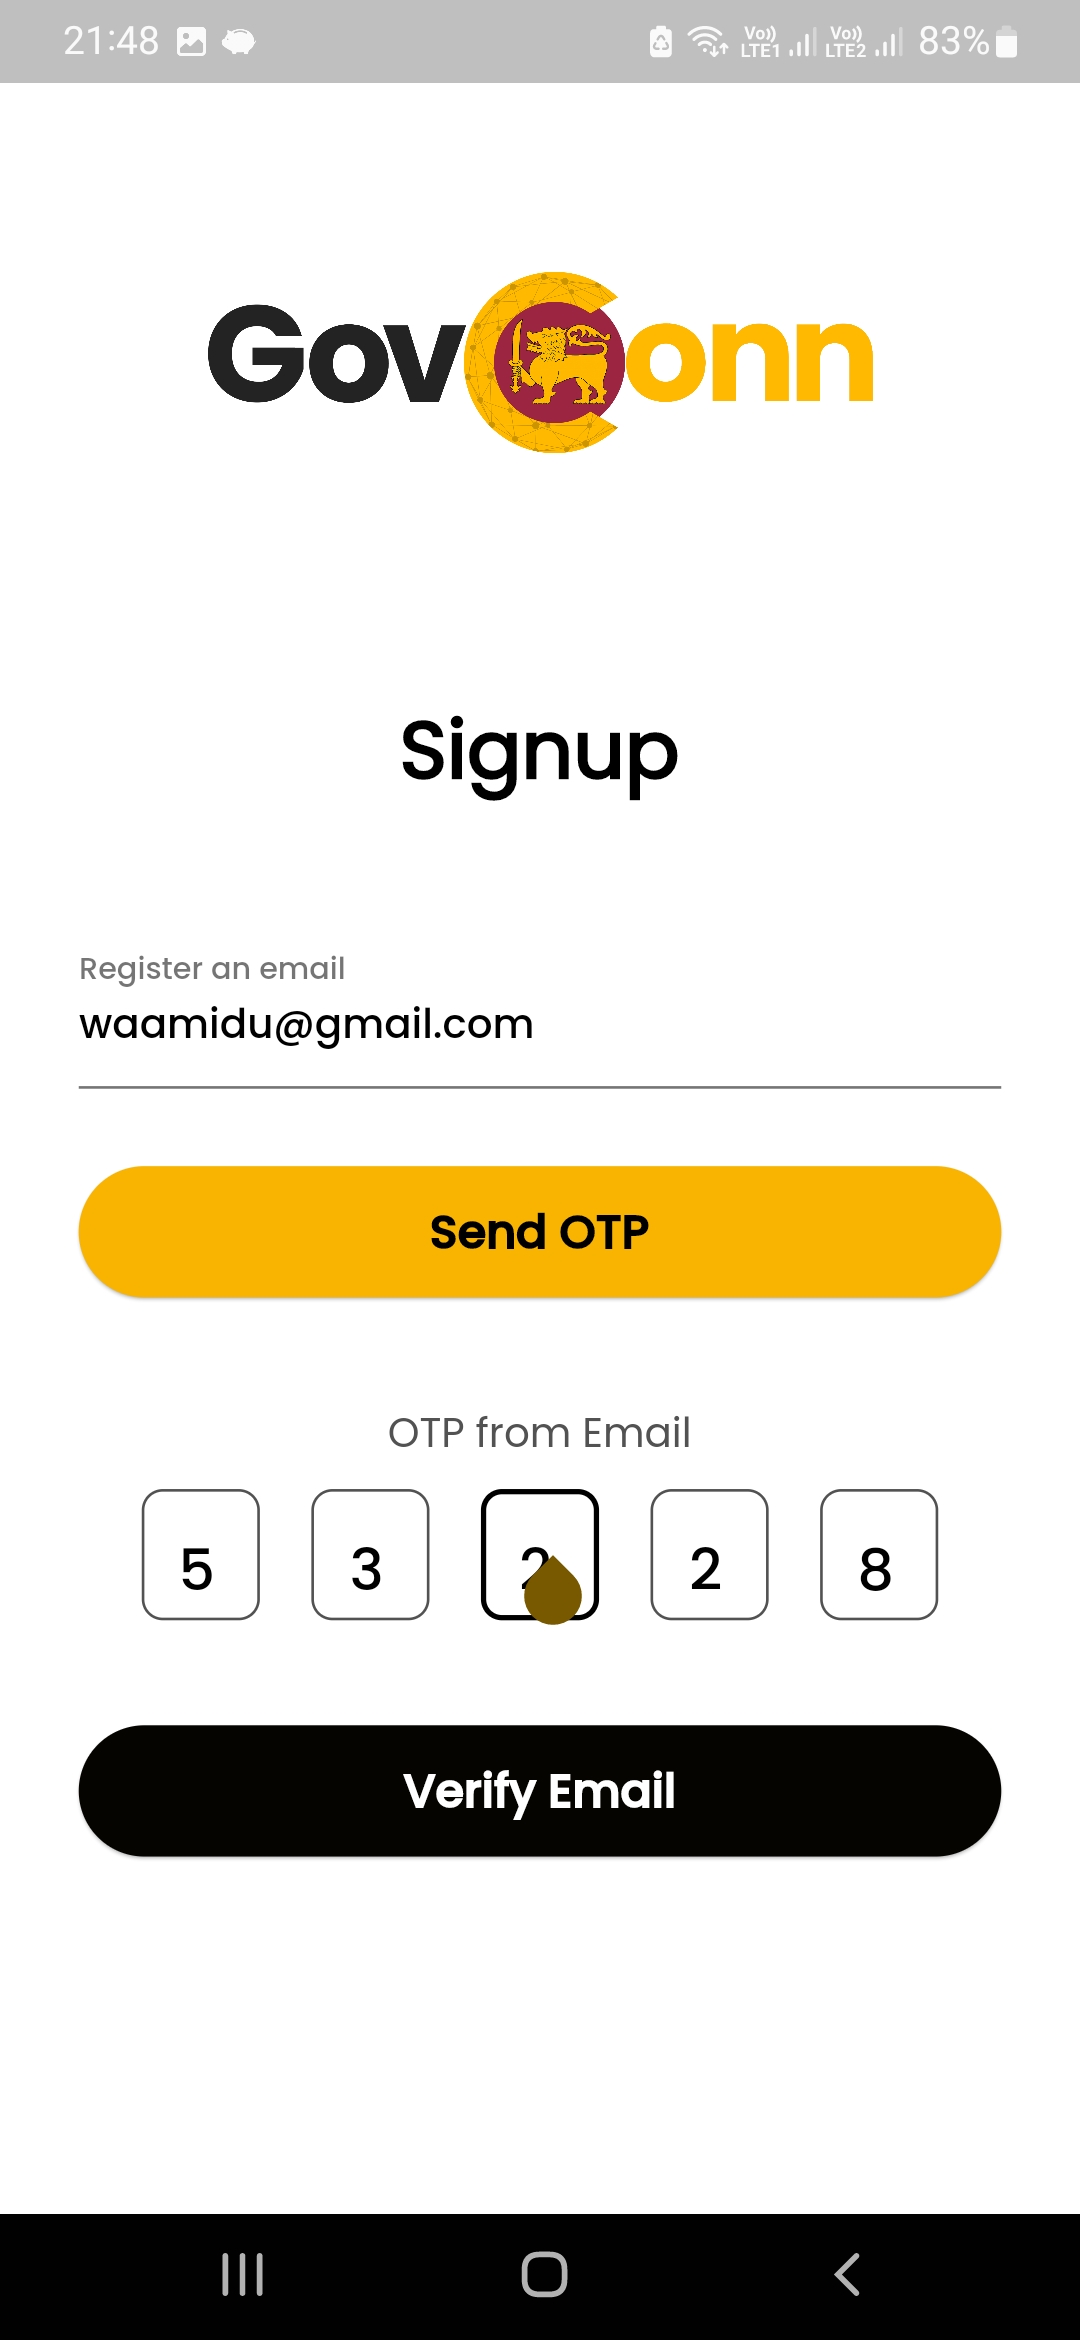 21:48 Vo)) LTE1 Vo)) LTE2 83%
GovConn
Signup
Register an email
waamidu@gmail.com
Send OTP
OTP from Email
5 3 2 2 8
Verify Email